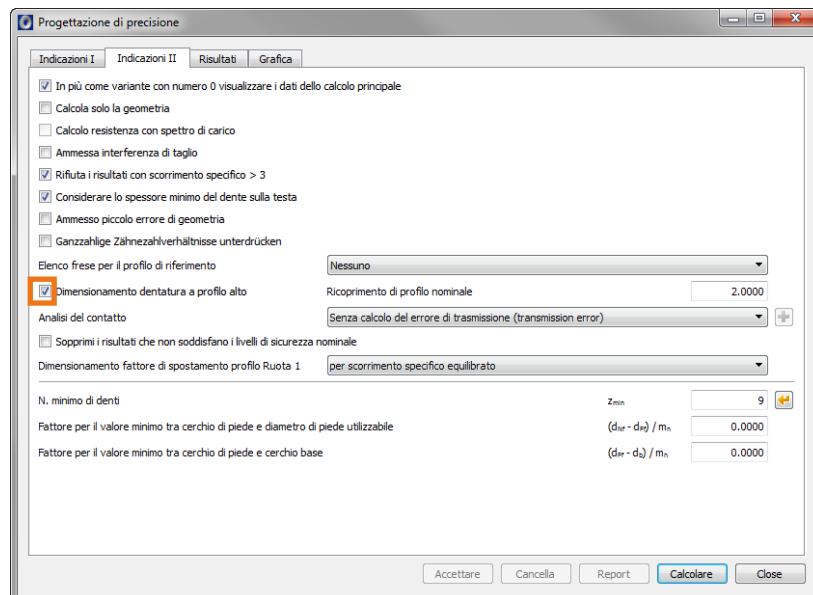 Progettazione di precisione
Indicazioni I Indicazioni II Risultati Grafica
In più come variante con numero 0 visualizzare i dati dello calcolo principale
Calcola solo la geometria
Calcolo resistenza con spettro di carico
Ammessa interferenza di taglio
Rifiuta i risultati con scorrimento specifico > 3
Considerare lo spessore minimo del dente sulla testa
Ammesso piccolo errore di geometria
Ganzzahlige Zähnezahlverhältnisse unterdrücken
Elenco frese per il profilo di riferimento Nessuno
Dimensionamento dentatura a profilo alto Ricoprimento di profilo nominale 2.0000
Analisi del contatto Senza calcolo del errore di trasmissione (transmission error)
Sopprimi i risultati che non soddisfano i livelli di sicurezza nominale
Dimensionamento fattore di spostamento profilo Ruota 1 per scorrimento specifico equilibrato
N. minimo di denti zmin 9
Fattore per il valore minimo tra cerchio di piede e diametro di piede utilizzabile (dNf - dFf) / mn 0.0000
Fattore per il valore minimo tra cerchio di piede e cerchio base (dFf - db) / mn 0.0000
Accettare Cancella Report Calcolare Close